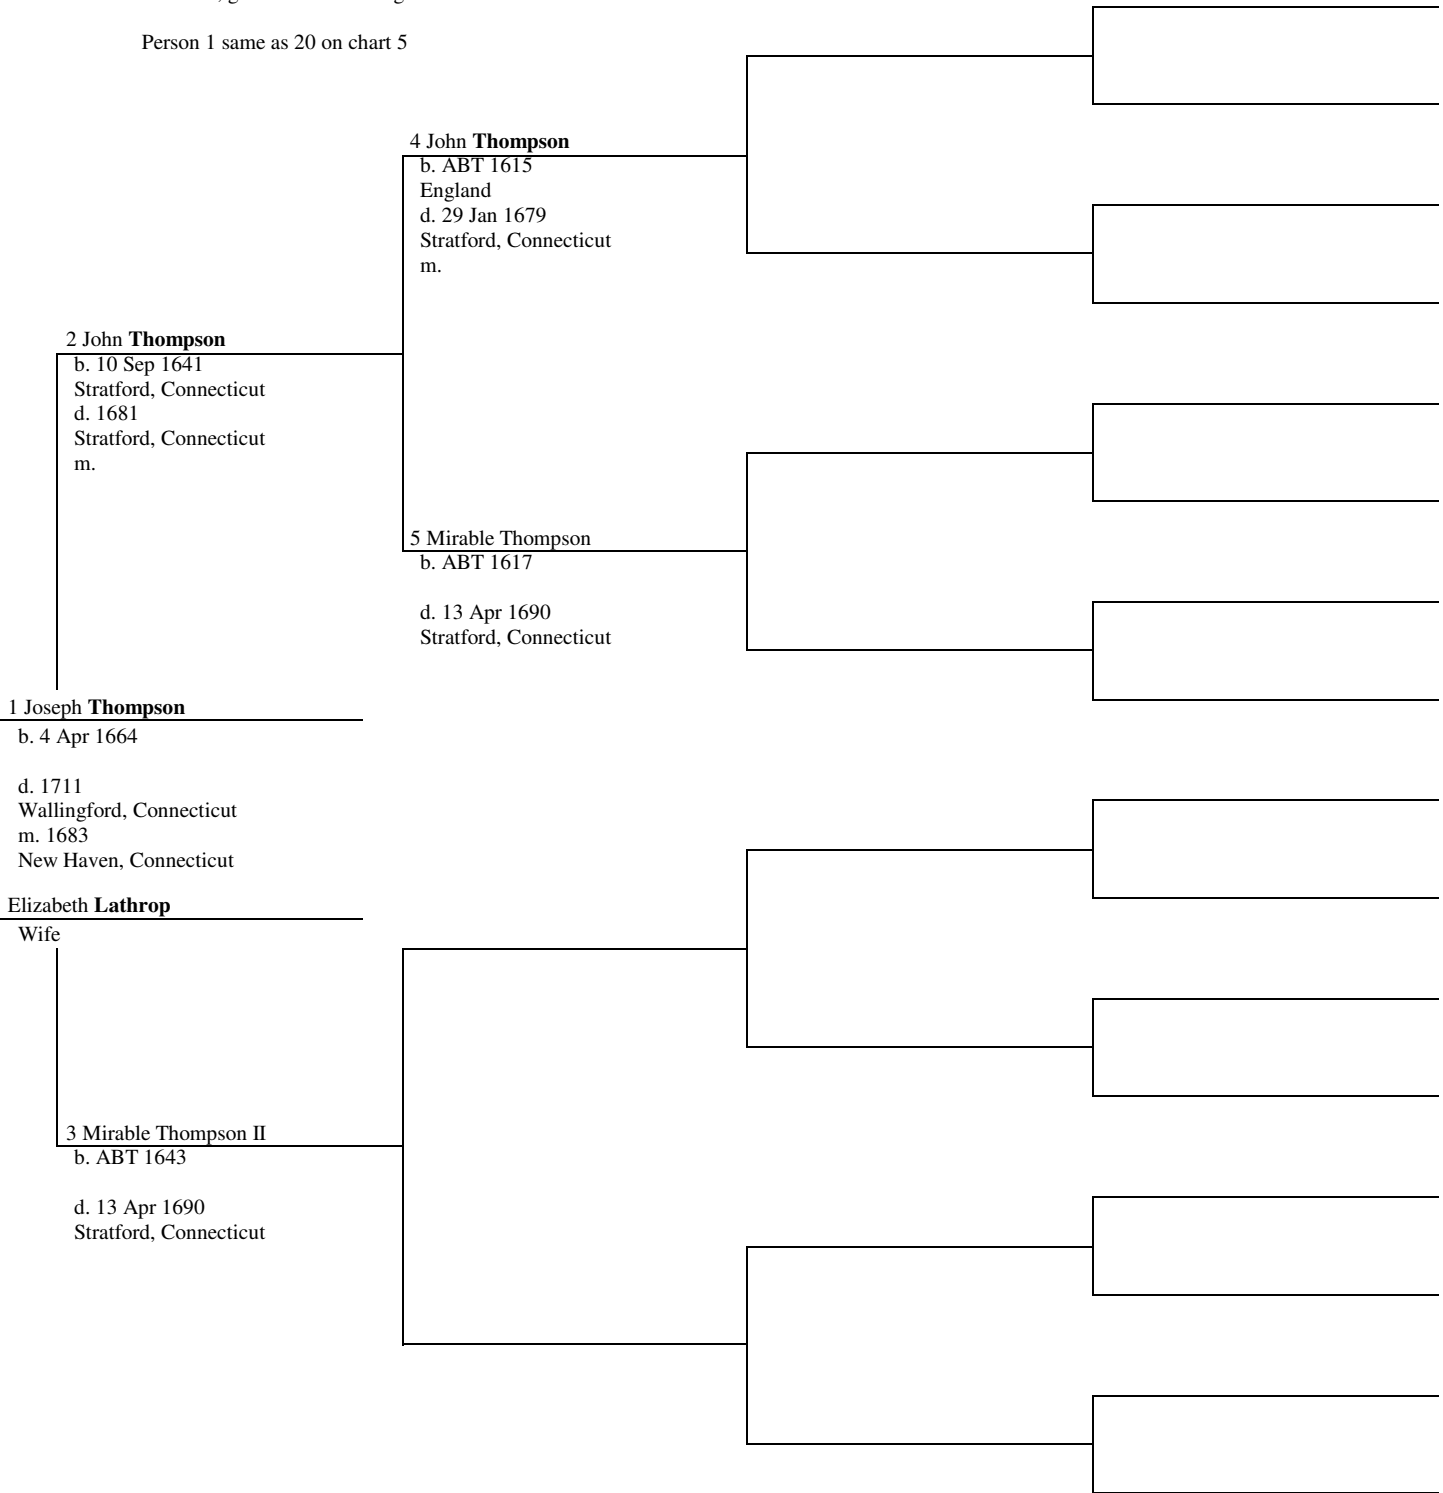 Person 1 same as 20 on chart 5
4 John Thompson
b. ABT 1615
England
d. 29 Jan 1679
Stratford, Connecticut
m.
2 John Thompson
b. 10 Sep 1641
Stratford, Connecticut
d. 1681
Stratford, Connecticut
m.
5 Mirable Thompson
b. ABT 1617
d. 13 Apr 1690
Stratford, Connecticut
1 Joseph Thompson
b. 4 Apr 1664
d. 1711
Wallingford, Connecticut
m. 1683
New Haven, Connecticut
Elizabeth Lathrop
Wife
3 Mirable Thompson II
b. ABT 1643
d. 13 Apr 1690
Stratford, Connecticut